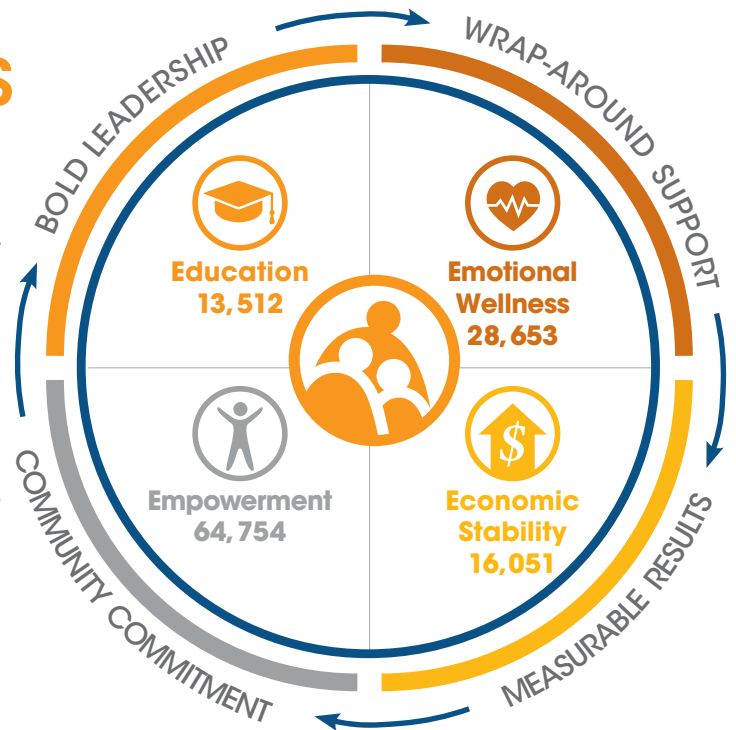 S
BOLD LEADERSHIP
WRAP-AROUND SUPPORT
Education
13,512
Emotional
Wellness
28,653
Empowerment
64,754
$
Economic
Stability
16,051
COMMUNITY COMMITMENT
MEASURABLE RESULTS